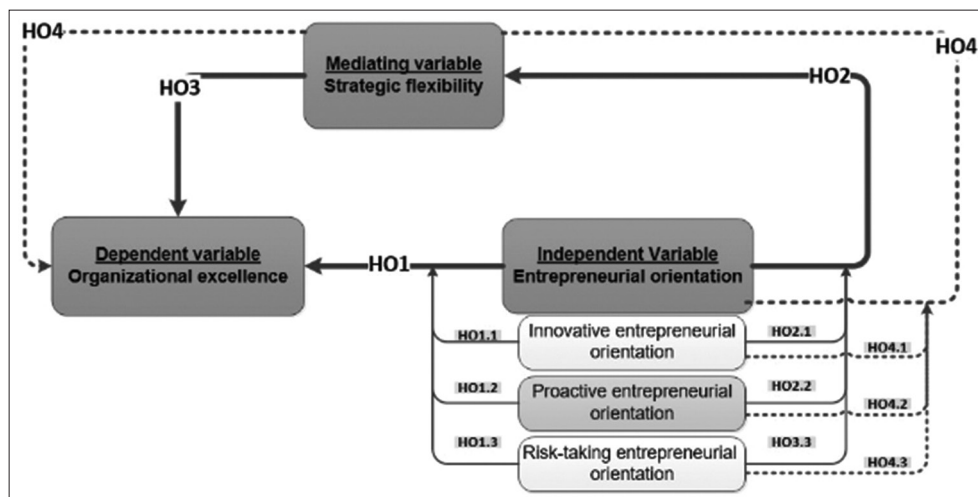 HO4
HO4
Mediating variable
Strategic flexibility
HO3
HO2
Dependent variable
Organizational excellence
HO1
Independent Variable
Entrepreneurial orientation
HO1.1
Innovative entrepreneurial
orientation
HO2.1
HO4.1
HO1.2
Proactive entrepreneurial
orientation
HO2.2
HO4.2
HO1.3
Risk-taking entrepreneurial
orientation
HO3.3
HO4.3